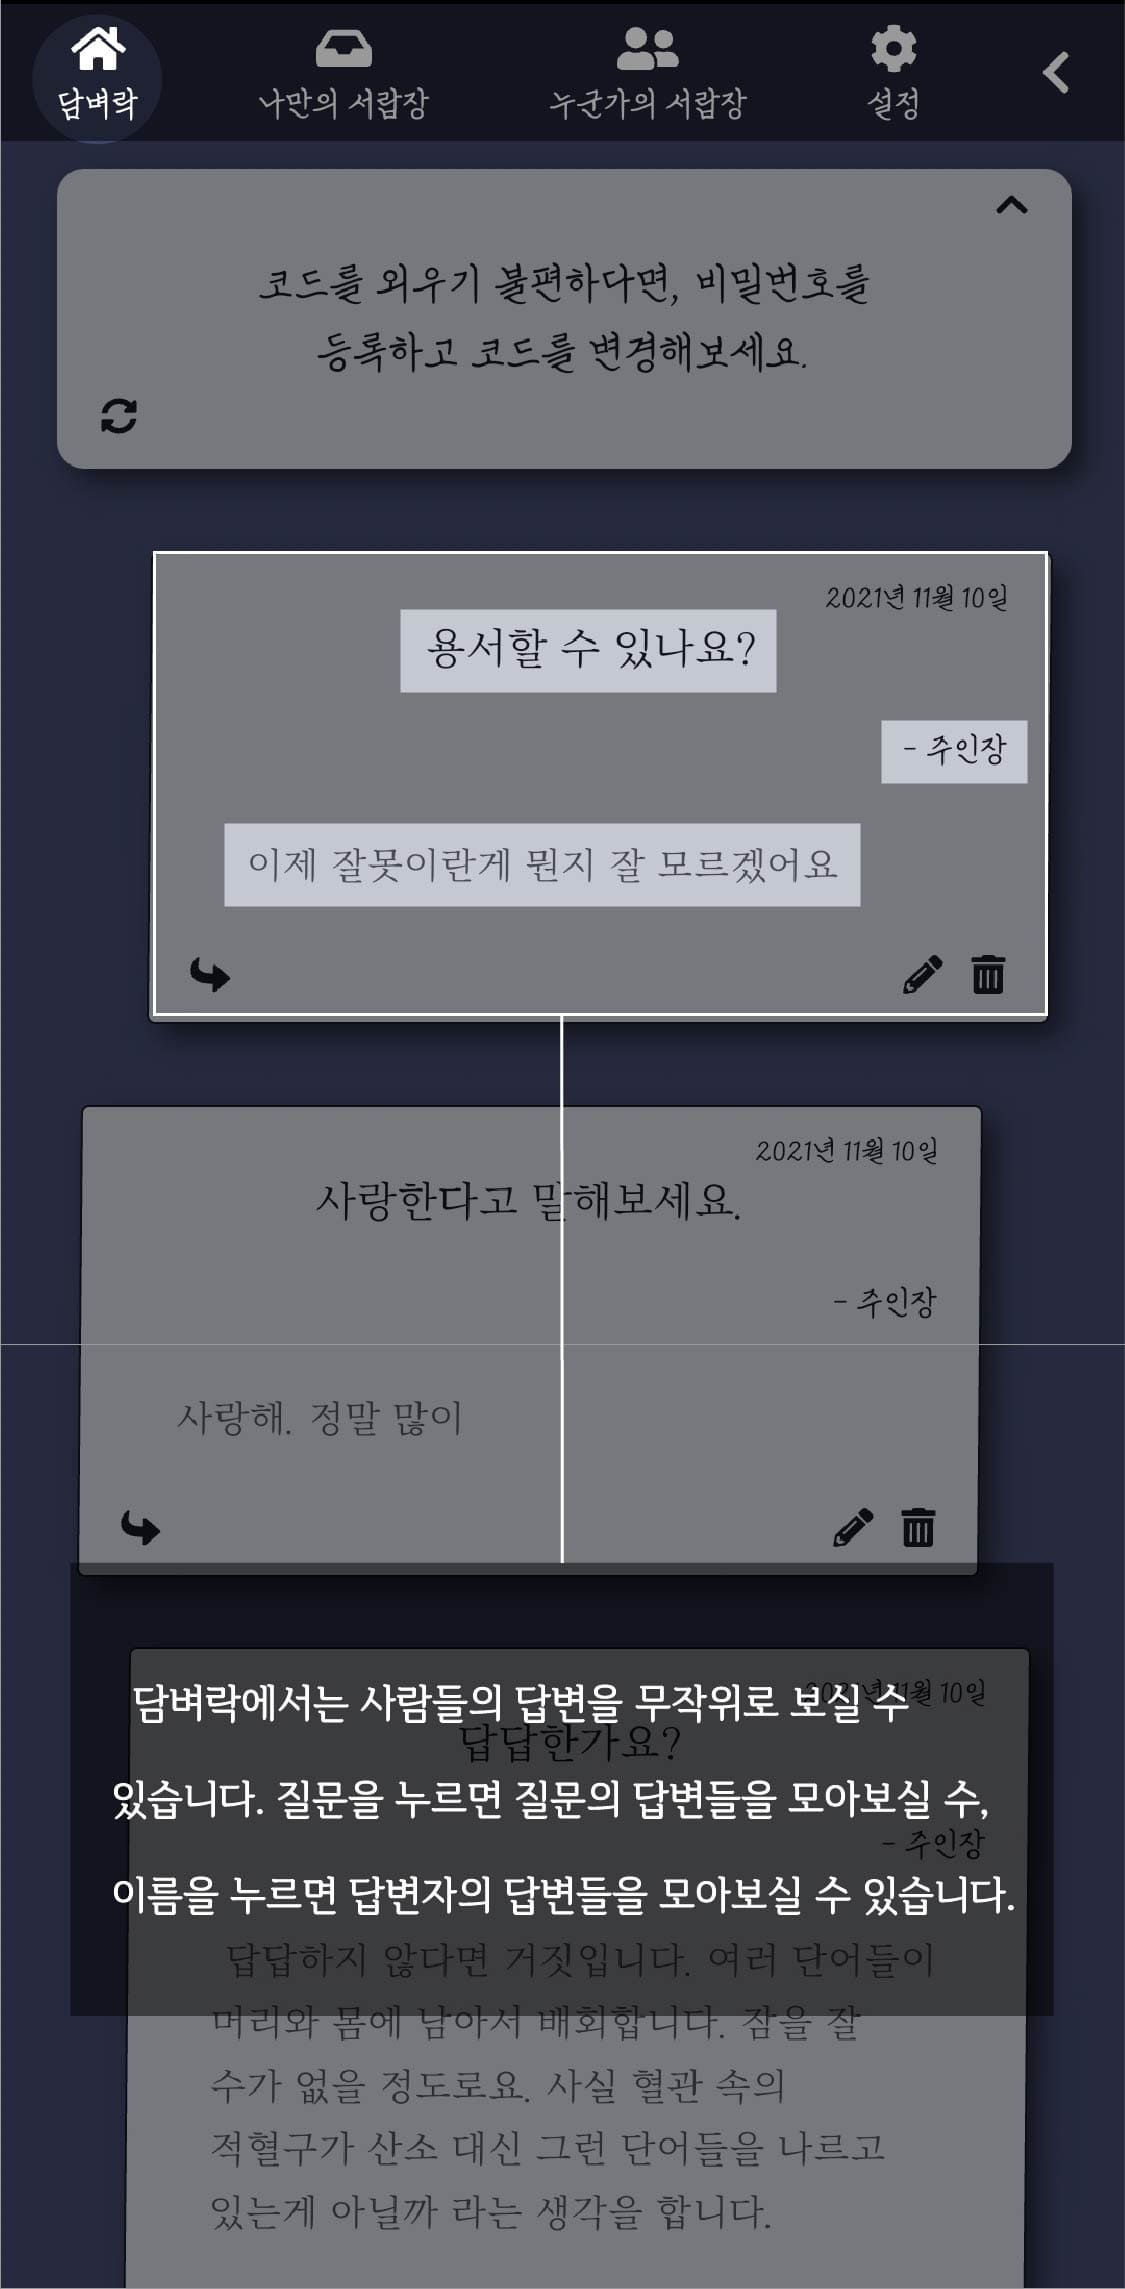 담벼락
나만의 서랍장
누군가의 서랍장
설정
코드를 외우기 불편하다면, 비밀번호를
등록하고 코드를 변경해보세요.
2021년 11월 10일
용서할 수 있나요?
- 주인장
이제 잘못이란게 뭔지 잘 모르겠어요
2021년 11월 10일
사랑한다고 말해보세요.
- 주인장
사랑해. 정말 많이
2021년 11월 10일
담벼락에서는 사람들의 답변을 무작위로 보실 수
답답한가요?
있습니다. 질문을 누르면 질문의 답변들을 모아보실 수,
- 주인장
이름을 누르면 답변자의 답변들을 모아보실 수 있습니다.
답답하지 않다면 거짓입니다. 여러 단어들이
머리와 몸에 남아서 배회합니다. 잠을 잘
수가 없을 정도로요. 사실 혈관 속의
적혈구가 산소 대신 그런 단어들을 나르고
있는게 아닐까 라는 생각을 합니다.